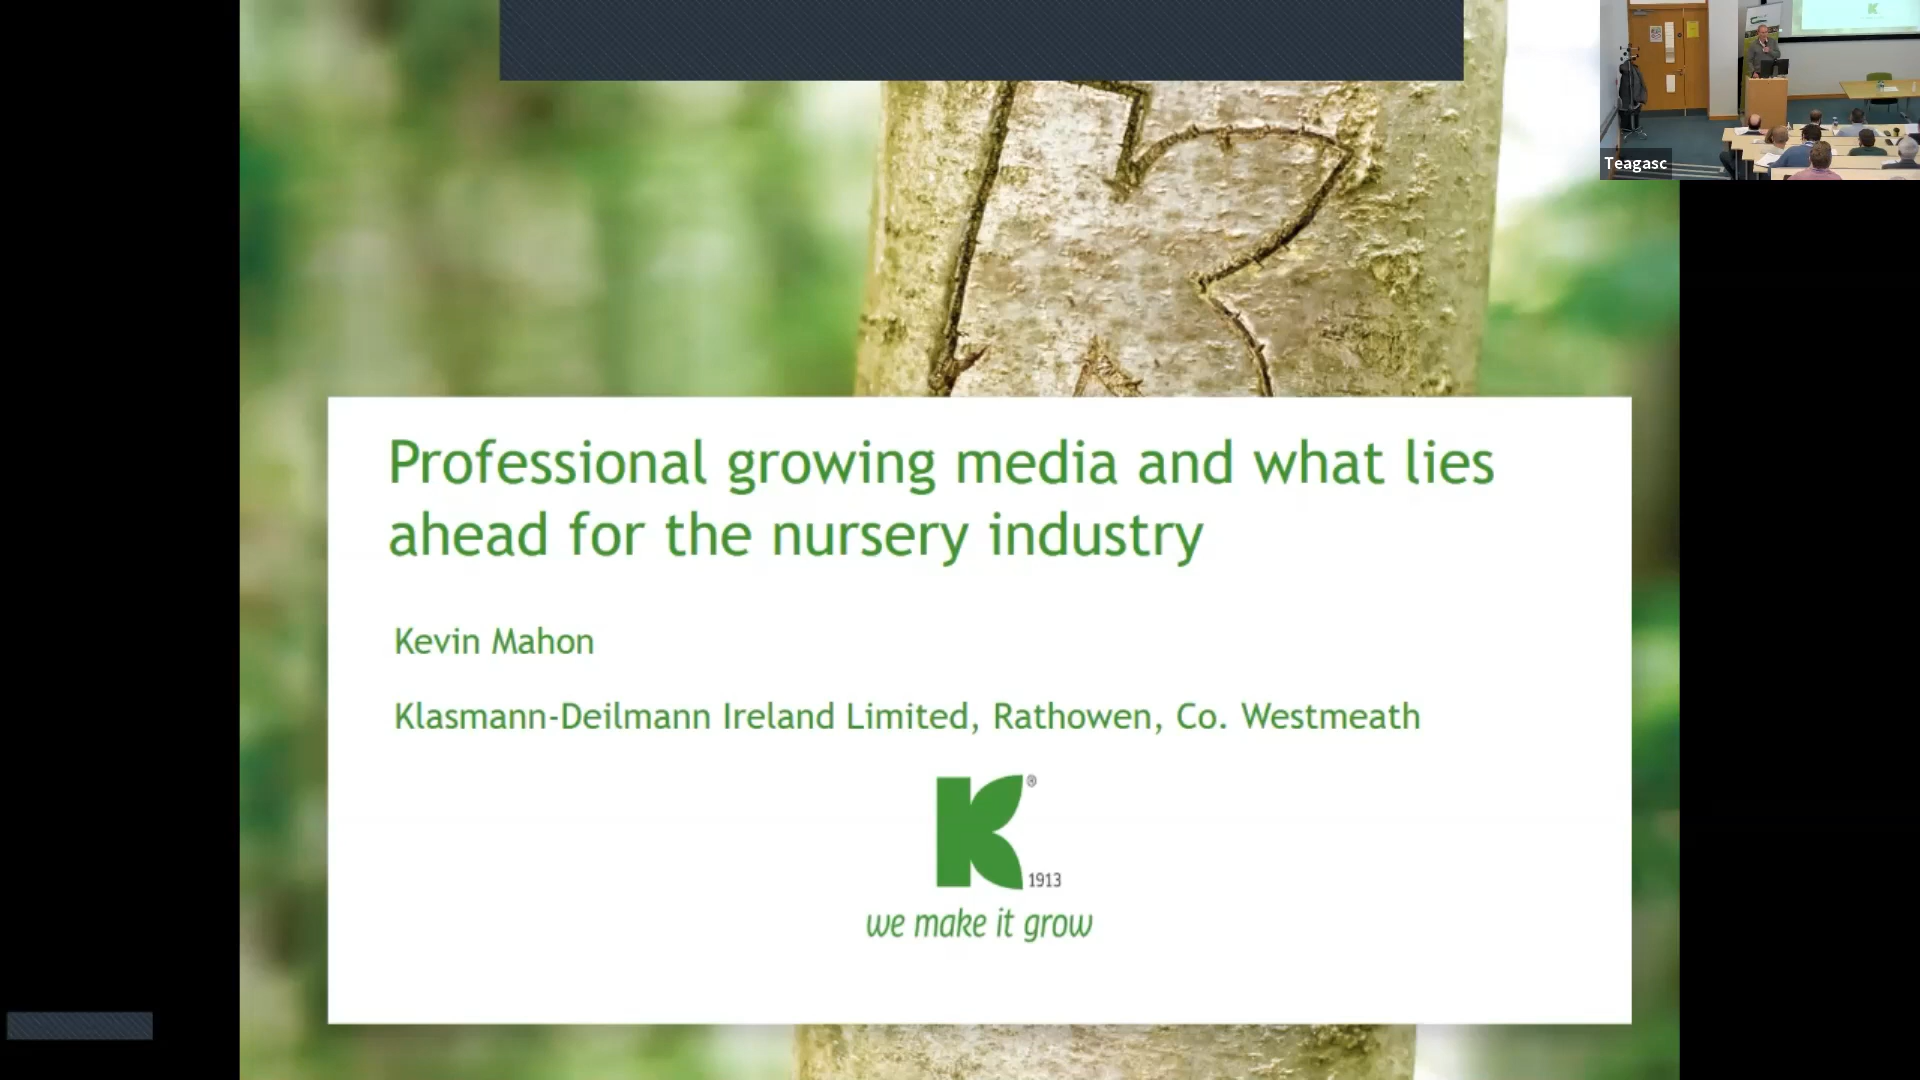 Teagasc
Professional growing media and what lies
ahead for the nursery industry
Kevin Mahon
Klasmann-Deilmann Ireland Limited, Rathowen, Co. Westmeath
K®
1913
we make it grow